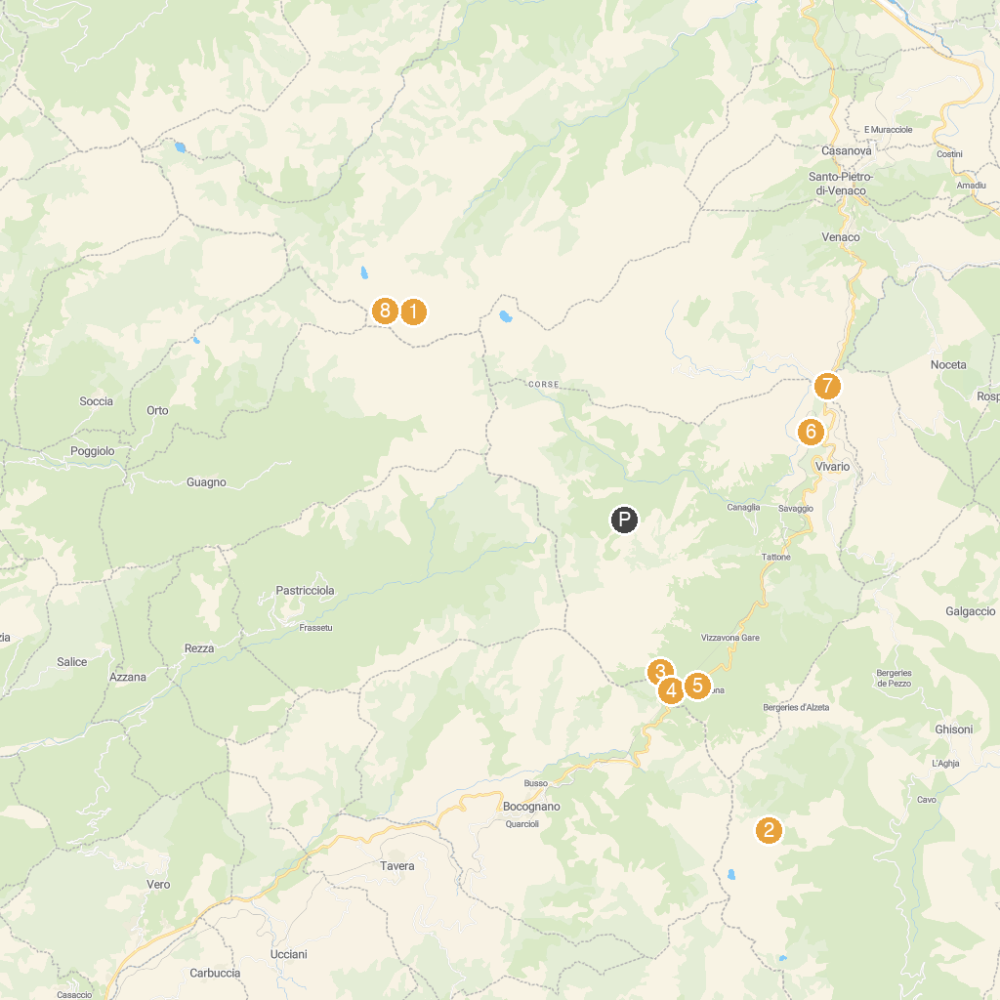 E Muracciole
Casanova
Costini
Santo-Pietro-
di-Venaco
Amadiu
Venaco
8
1
Noceta
CORSE
7
Soccia
Orto
6
Poggiolo
Vivario
Guagno
Canaglia
Savaggio
P
Tattone
Pastricciola
Galgaccio
Frassetu
Vizzavona Gare
Rezza
Salice
Azzana
3
Bergeries
de Pezzo
4
5
Bergeries d'Alzeta
Ghisoni
L'Aghja
Busso
Cavo
Bocognano
Quarcioli
2
Tavera
Vero
Ucciani
Carbuccia
Casaccio